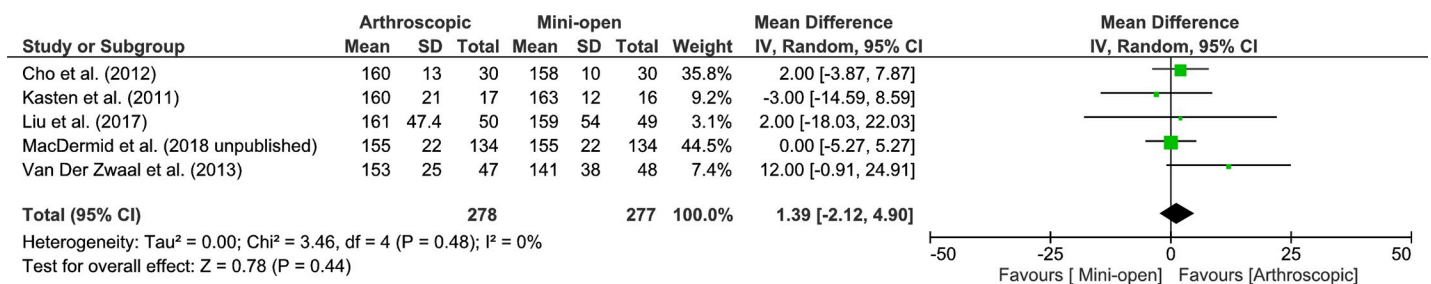 Arthroscopic Mini-open Mean Difference Mean Difference
Study or Subgroup Mean SD Total Mean SD Total Weight IV, Random, 95% CI IV, Random, 95% CI
Cho et al. (2012) 160 13 30 158 10 30 35.8% 2.00 [-3.87, 7.87]
Kasten et al. (2011) 160 21 17 163 12 16 9.2% -3.00 [-14.59, 8.59]
Liu et al. (2017) 161 47.4 50 159 54 49 3.1% 2.00 [-18.03, 22.03]
MacDermid et al. (2018 unpublished) 155 22 134 155 22 134 44.5% 0.00 [-5.27, 5.27]
Van Der Zwaal et al. (2013) 153 25 47 141 38 48 7.4% 12.00 [-0.91, 24.91]
Total (95% CI) 278 277 100.0% 1.39 [-2.12, 4.90]
Heterogeneity: Tau² = 0.00; Chi² = 3.46, df = 4 (P = 0.48); I² = 0%
Test for overall effect: Z = 0.78 (P = 0.44)
-50 -25 0 25 50
Favours [ Mini-open] Favours [Arthroscopic]